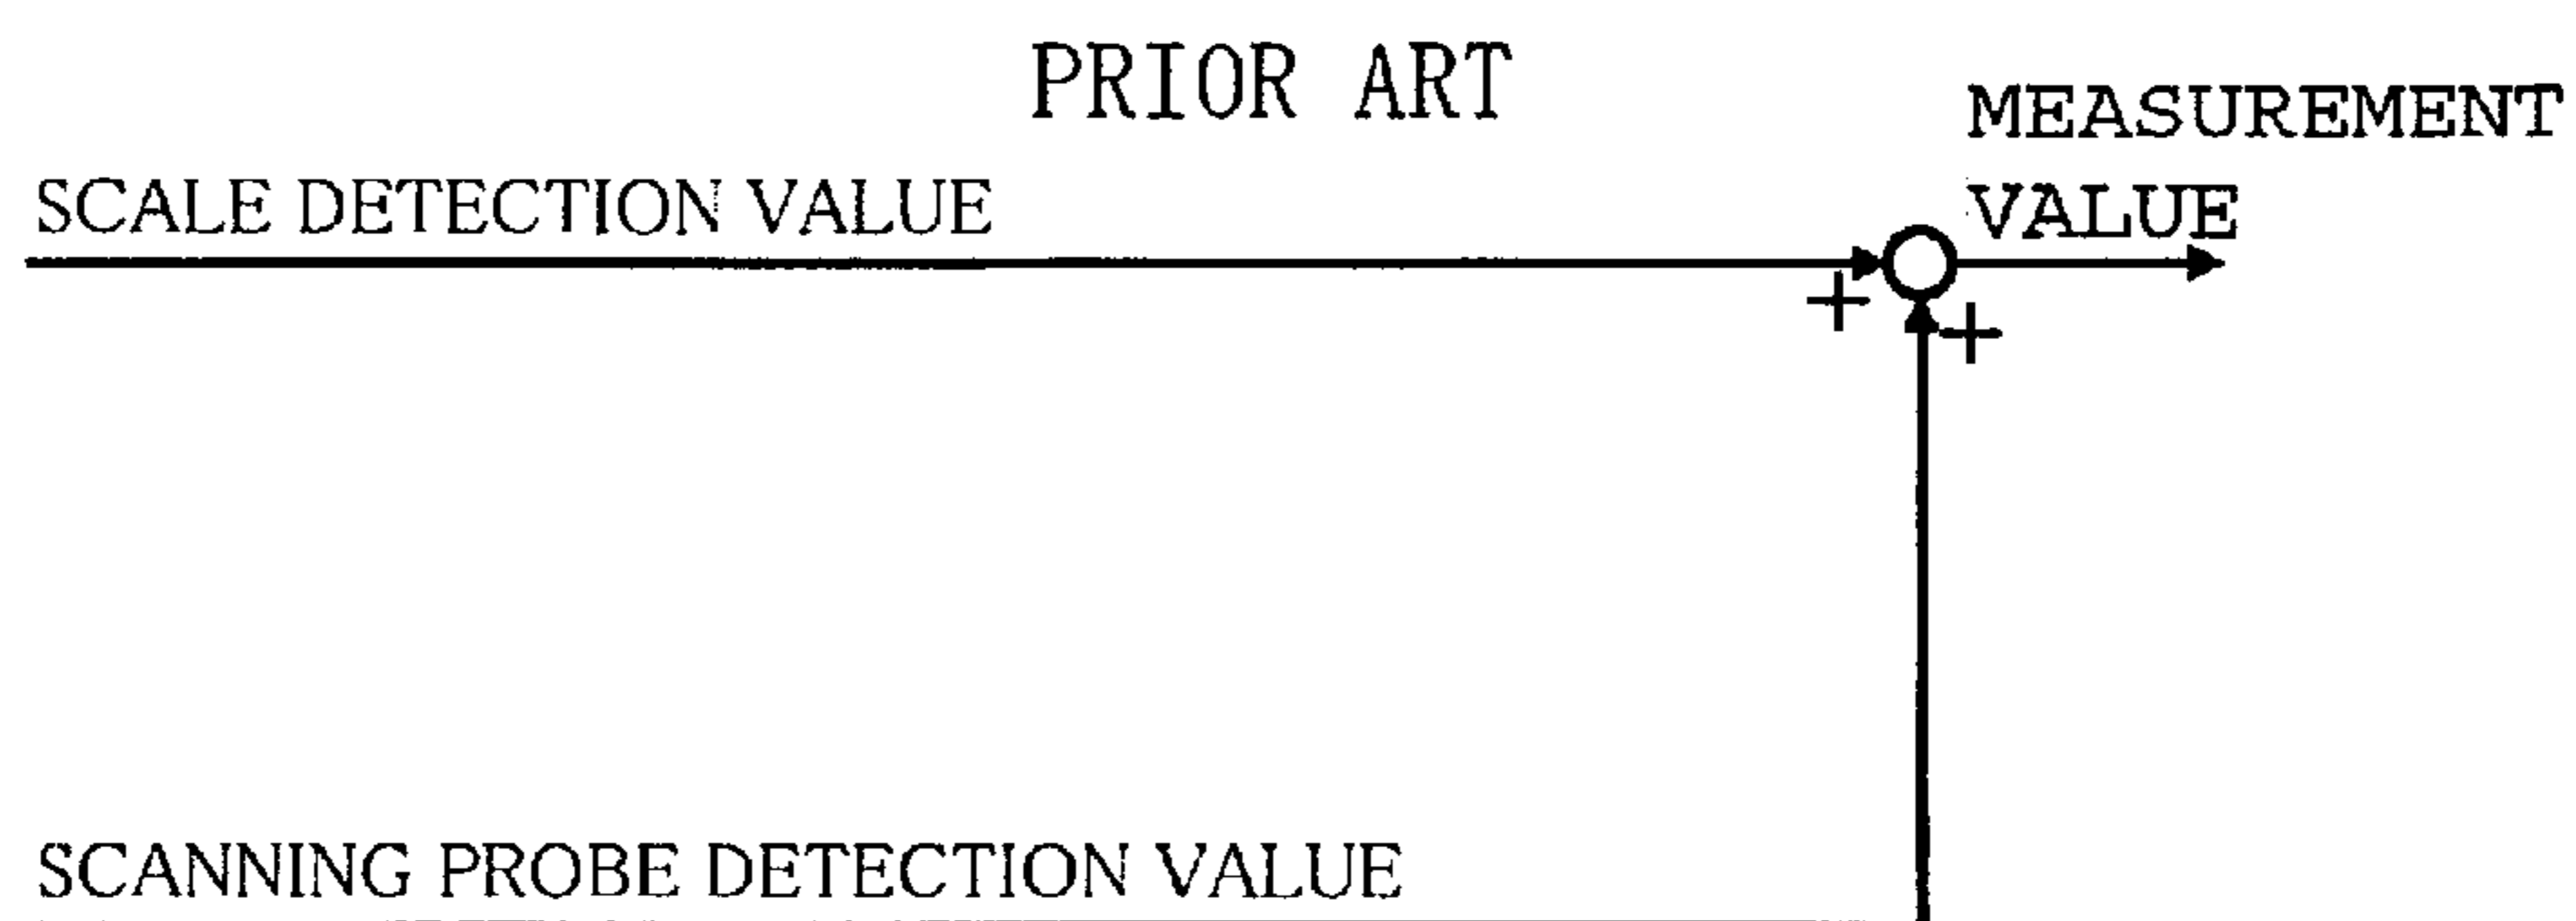 PRIOR ART
MEASUREMENT
VALUE
SCALE DETECTION VALUE
+
+
SCANNING PROBE DETECTION VALUE